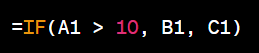 =IF(A1 > 10, B1, C1)